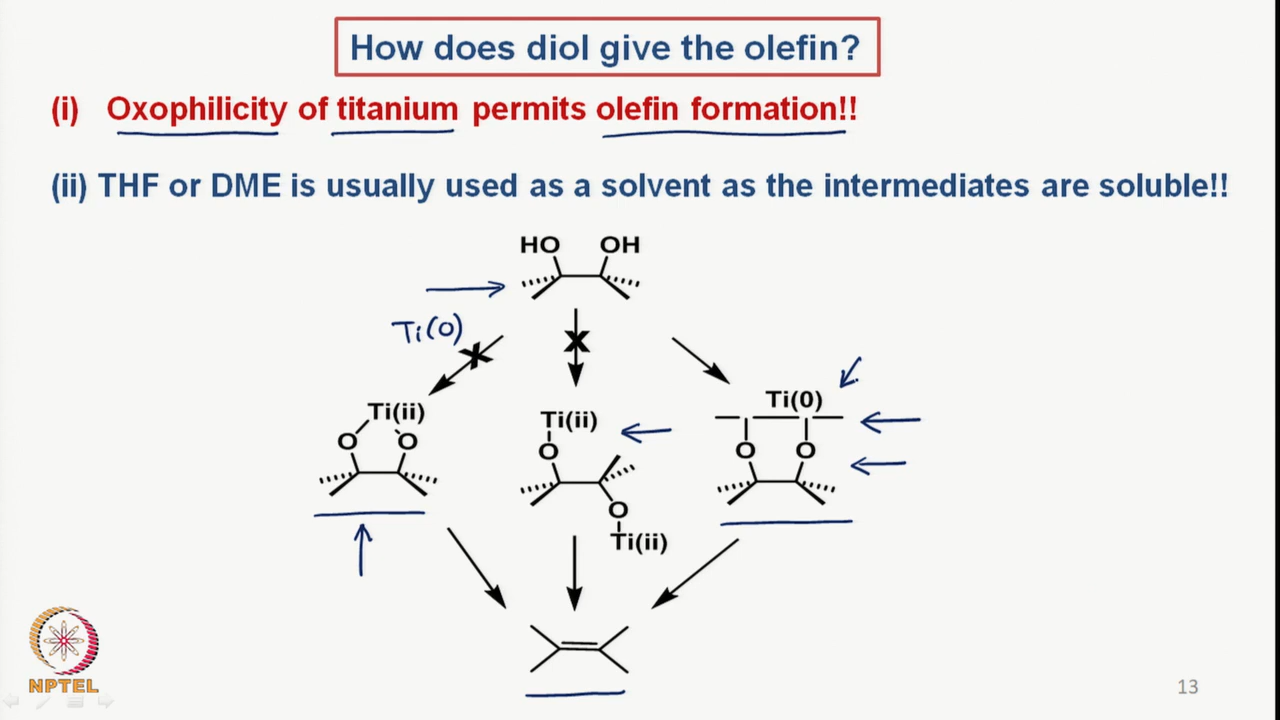 How does diol give the olefin?
(i) Oxophilicity of titanium permits olefin formation!!
(ii) THF or DME is usually used as a solvent as the intermediates are soluble!!
HO OH
Ti(0)
X X
Ti(ii) Ti(ii) Ti(0)
O O O O O
O
Ti(ii)
NPTEL
13